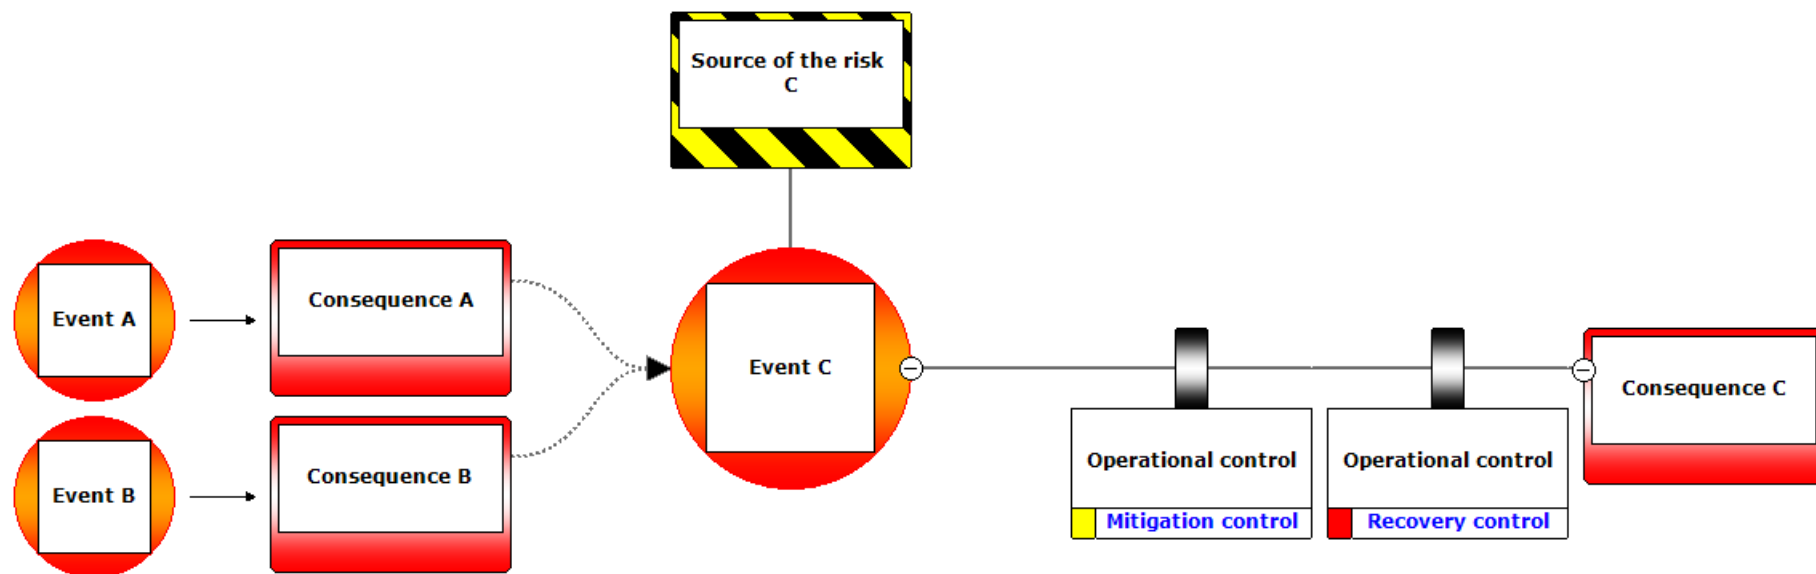 Source of the risk
C
Event A
Consequence A
Event B
Consequence B
Event C
Operational control
Mitigation control
Operational control
Recovery control
Consequence C